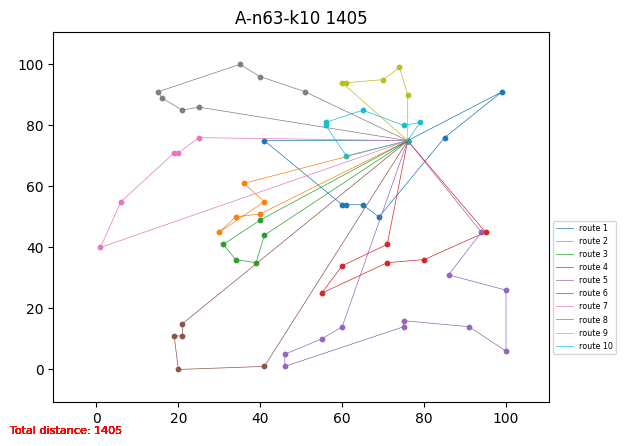 A-n63-k10 1405
100
80
60
40
20
0
0 20 40 60 80 100
route 1
route 2
route 3
route 4
route 5
route 6
route 7
route 8
route 9
route 10
Total distance: 1405